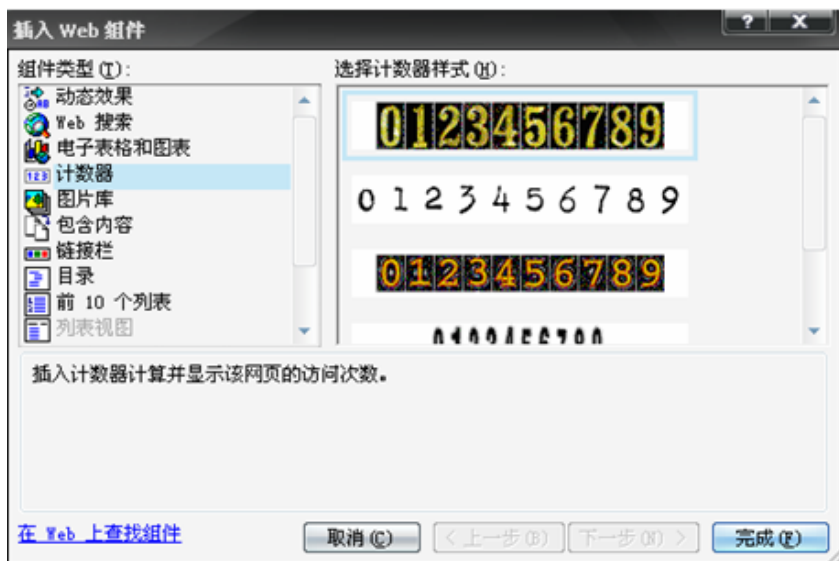 插入 Web 组件
? X
组件类型(T):
动态效果
Web 搜索
电子表格和图表
计数器
图片库
包含内容
链接栏
目录
前 10 个列表
列表视图
选择计数器样式(H):
0123456789
0 1 2 3 4 5 6 7 8 9
0123456789
插入计数器计算并显示该网页的访问次数。
在 Web 上查找组件
取消(C)
< 上一步(B)
下一步(N) >
完成(F)